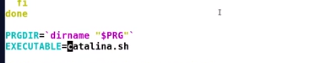 fi
done
PRGDIR=`dirname "$PRG"`
EXECUTABLE=catalina.sh